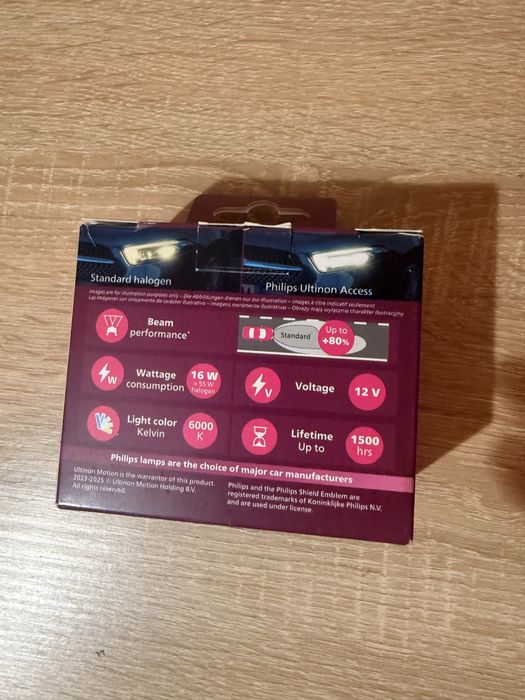 Standard halogen
Philips Ultinon Access
Images are for illustration purposes only – Die Abbildungen dienen nur zur Illustration – Images à titre indicatif seulement
Las imágenes son únicamente de carácter ilustrativo – Imagens meramente ilustrativas – Obrazy mają wyłącznie charakter ilustracyjny
Beam
performance*
Standard
Up to
+80%
Wattage
consumption
16 W
= 55 W
halogen
Voltage
12 V
Light color
Kelvin
6000
K
Lifetime
Up to
1500
hrs
Philips lamps are the choice of major car manufacturers
Ultinon Motion is the warrantor of this product.
2023-2025 © Ultinon Motion Holding B.V.
All rights reserved.
Philips and the Philips Shield Emblem are
registered trademarks of Koninklijke Philips N.V.
and are used under license.